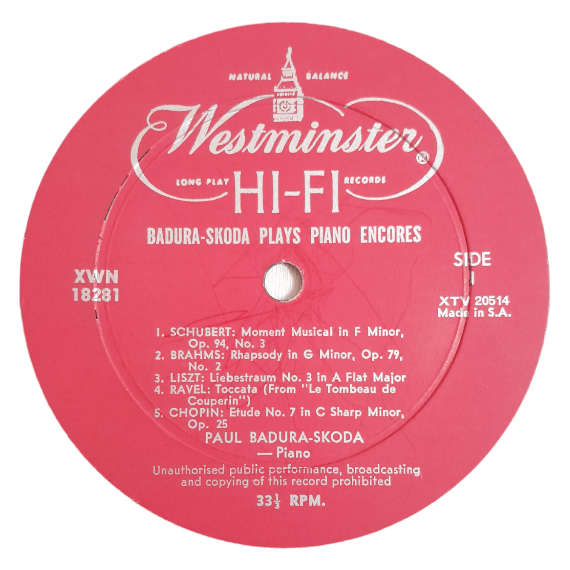 NATURAL BALANCE
Westminster
LONG PLAY RECORDS
HI-FI
BADURA-SKODA PLAYS PIANO ENCORES
XWN
18281
SIDE
1
XTV 20514
Made in S.A.
1. SCHUBERT: Moment Musical in F Minor,
Op. 94, No. 3
2. BRAHMS: Rhapsody in G Minor, Op. 79,
No. 2
3. LISZT: Liebestraum No. 3 in A Flat Major
4. RAVEL: Toccata (From "Le Tombeau de
Couperin")
5. CHOPIN: Etude No. 7 in C Sharp Minor,
Op. 25
PAUL BADURA-SKODA
— Piano
Unauthorised public performance, broadcasting
and copying of this record prohibited
33⅓ RPM.